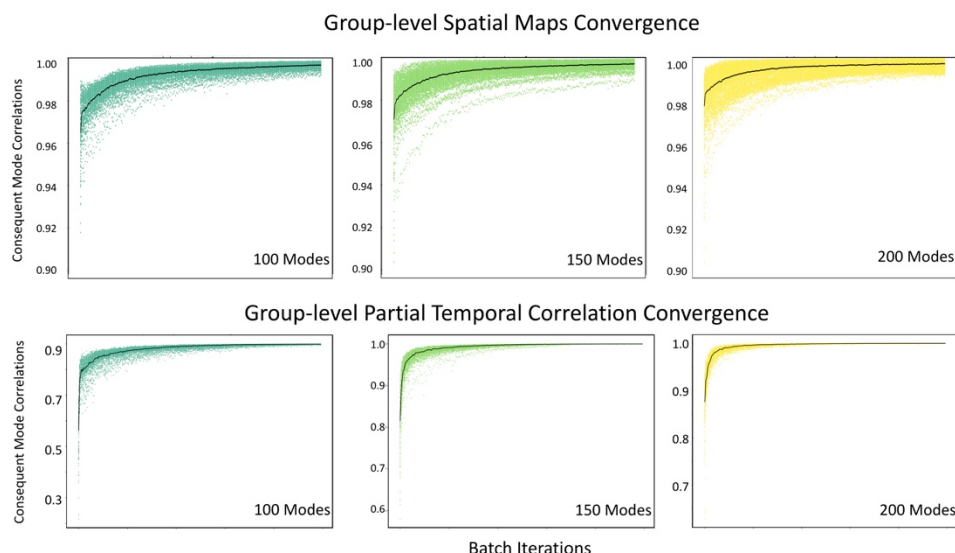 Group-level Spatial Maps Convergence
Consequent Mode Correlations
1.00
0.98
0.96
0.94
0.92
0.90
100 Modes
1.00
0.98
0.96
0.94
0.92
0.90
150 Modes
1.00
0.98
0.96
0.94
0.92
0.90
200 Modes
Group-level Partial Temporal Correlation Convergence
Consequent Mode Correlations
0.9
0.7
0.5
0.3
100 Modes
1.0
0.9
0.8
0.7
0.6
150 Modes
1.0
0.9
0.8
0.7
200 Modes
Batch Iterations